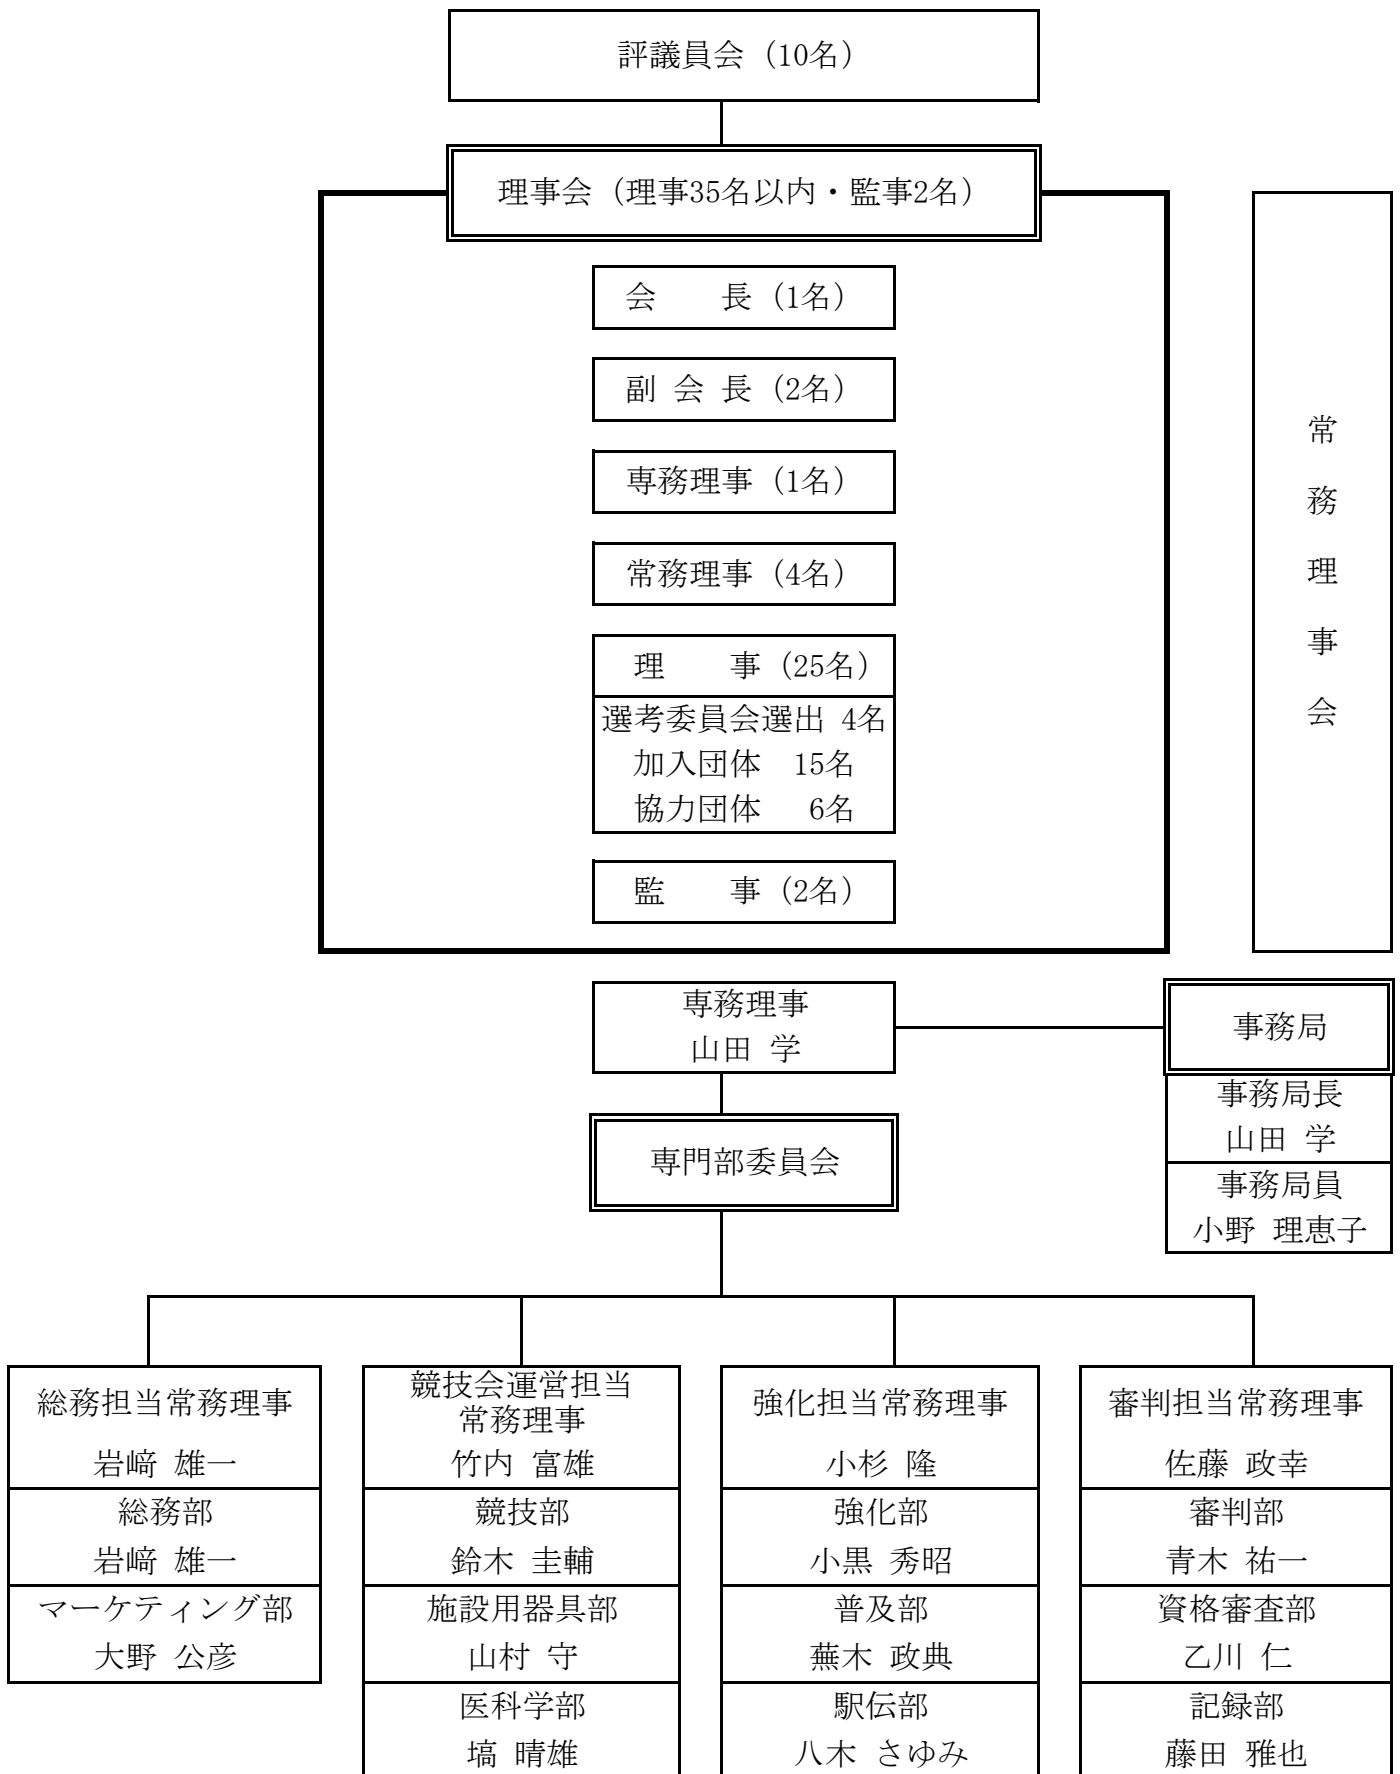 評議員会（10名）
理事会（理事35名以内・監事2名）
会　　長（1名）
副 会 長（2名）
専務理事（1名）
常務理事（4名）
理　　事（25名）
選考委員会選出 4名
加入団体　15名
協力団体　 6名
監　　事（2名）
常務理事会
専務理事
山田 学
事務局
事務局長
山田 学
事務局員
小野 理恵子
専門部委員会
総務担当常務理事
岩﨑 雄一
総務部
岩﨑 雄一
マーケティング部
大野 公彦
競技会運営担当
常務理事
竹内 富雄
競技部
鈴木 圭輔
施設用器具部
山村 守
医科学部
塙 晴雄
強化担当常務理事
小杉 隆
強化部
小黒 秀昭
普及部
蕪木 政典
駅伝部
八木 さゆみ
審判担当常務理事
佐藤 政幸
審判部
青木 祐一
資格審査部
乙川 仁
記録部
藤田 雅也